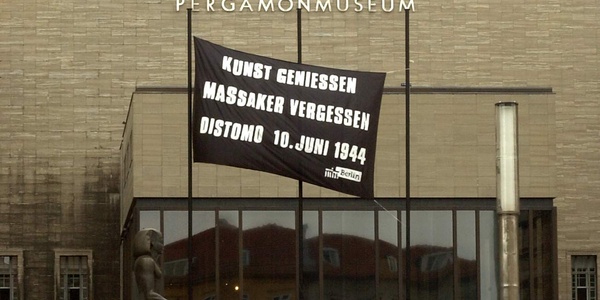 PERGAMONMUSEUM
KUNST GENIESSEN
MASSAKER VERGESSEN
DISTOMO 10. JUNI 1944
Berlin